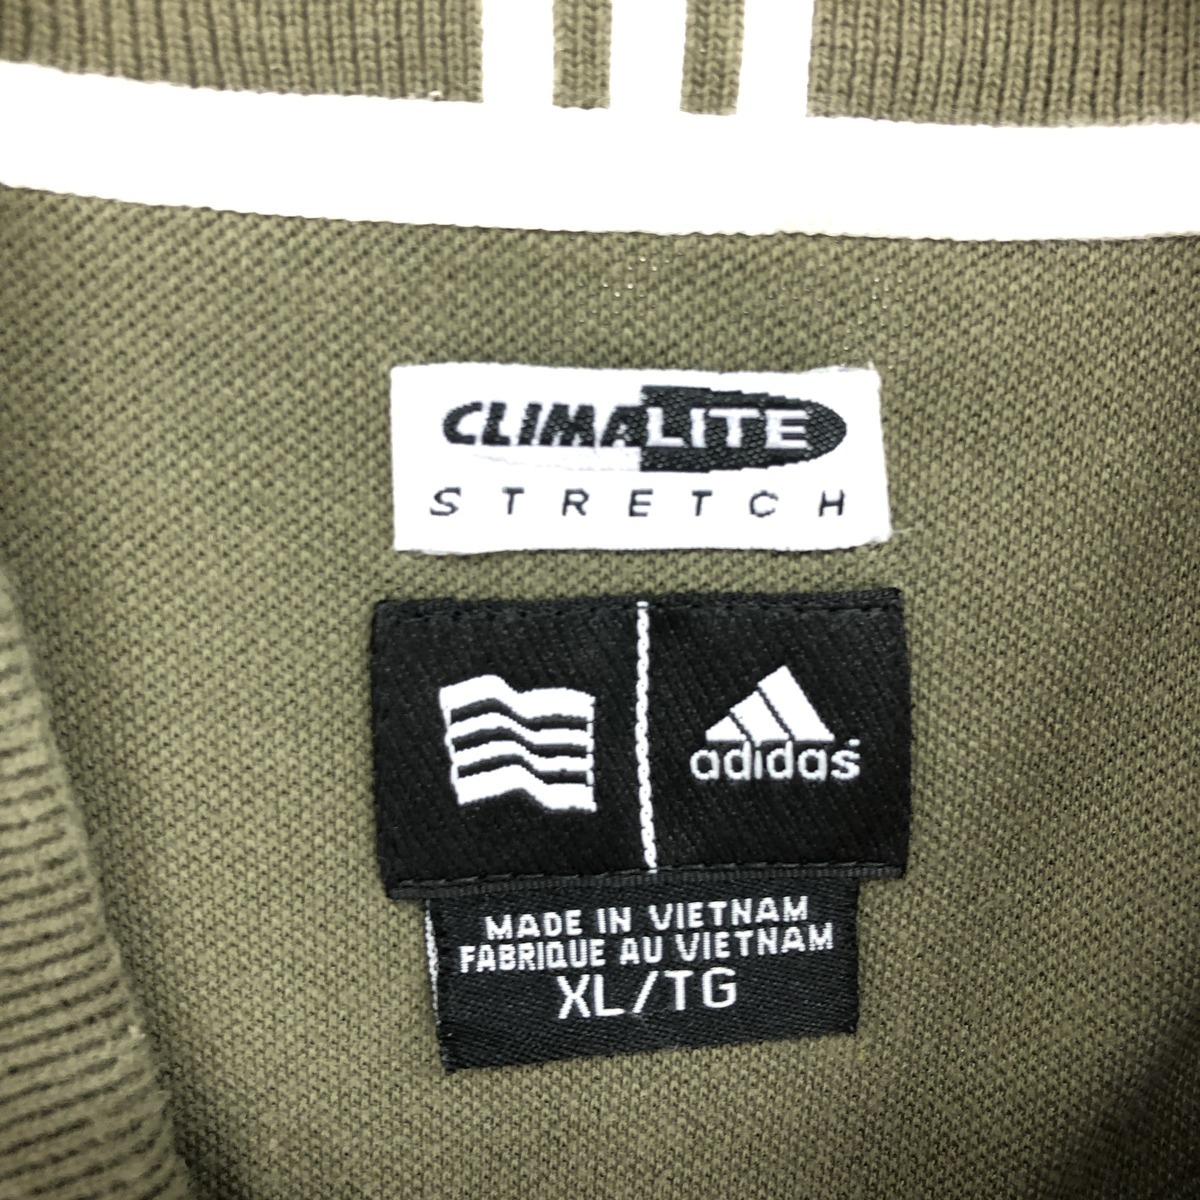 CLIMALITE
STRETCH
adidas
MADE IN VIETNAM
FABRIQUE AU VIETNAM
XL/TG